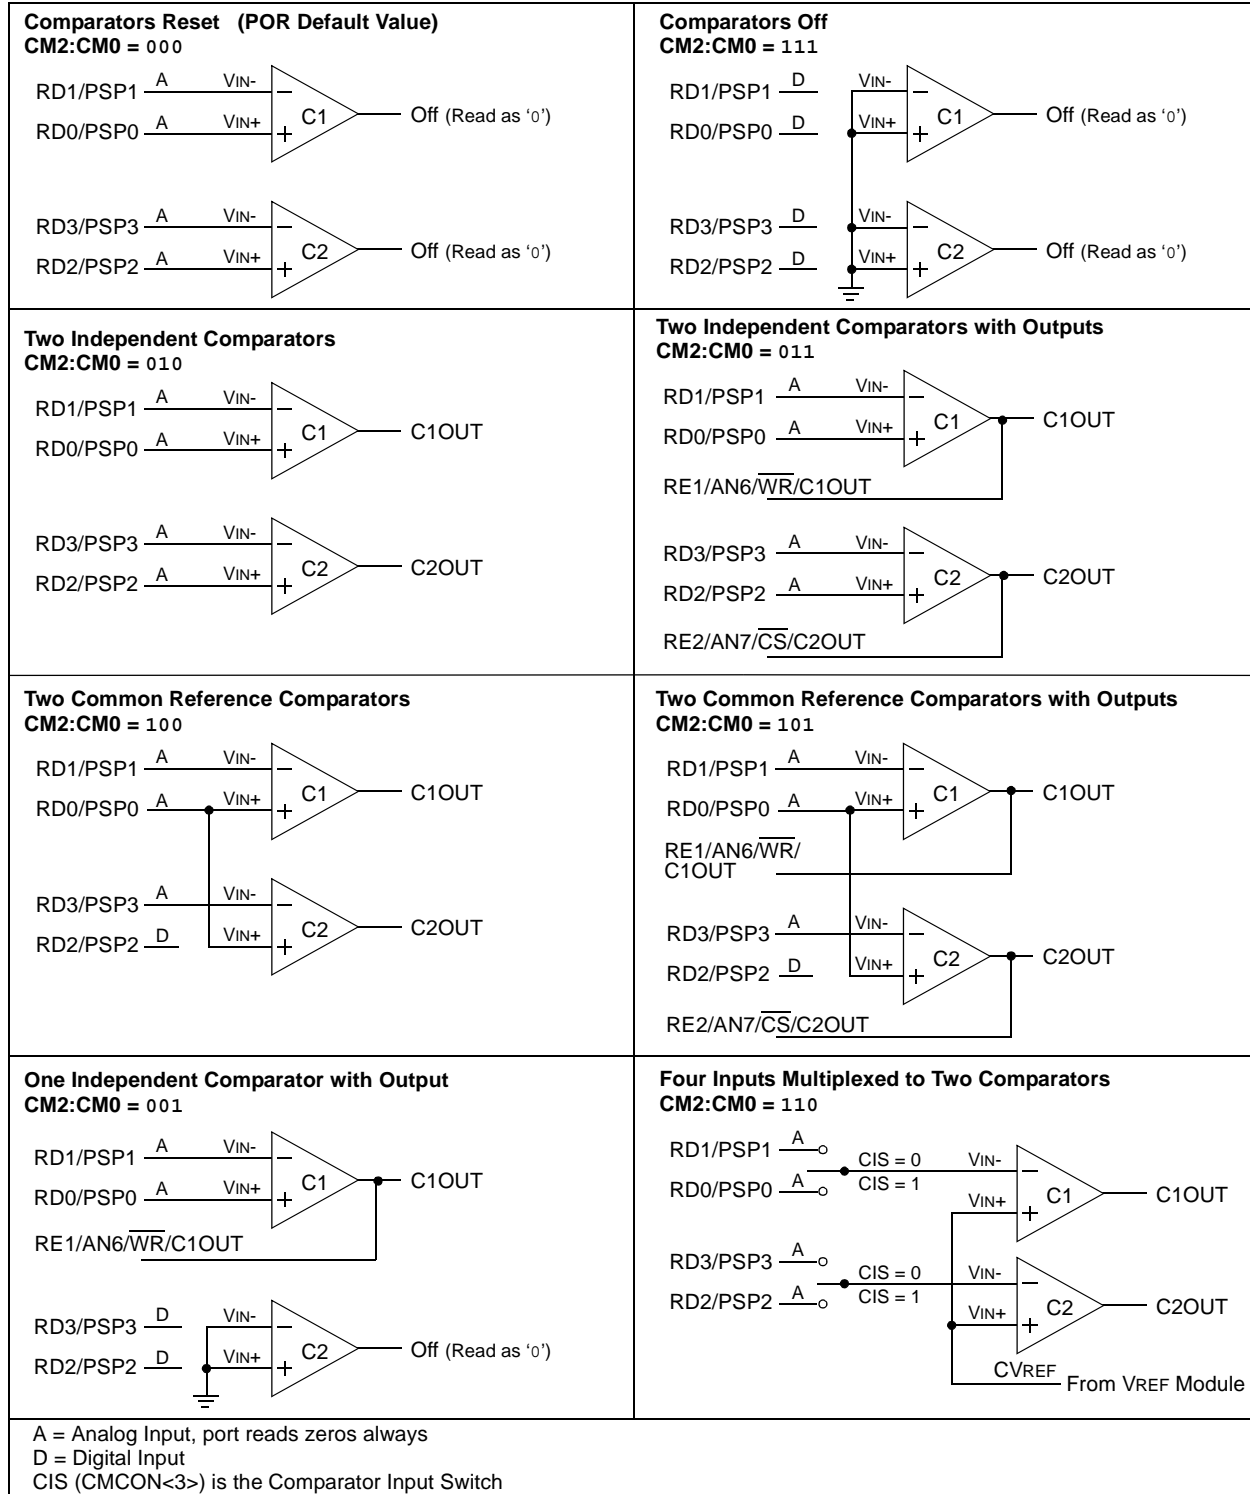 Comparators Reset (POR Default Value)
CM2:CM0 = 000
RD1/PSP1 A VIN-
RD0/PSP0 A VIN+
C1
Off (Read as ‘0’)
RD3/PSP3 A VIN-
RD2/PSP2 A VIN+
C2
Off (Read as ‘0’)
Comparators Off
CM2:CM0 = 111
RD1/PSP1 D VIN-
RD0/PSP0 D VIN+
C1
Off (Read as ‘0’)
RD3/PSP3 D VIN-
RD2/PSP2 D VIN+
C2
Off (Read as ‘0’)
Two Independent Comparators
CM2:CM0 = 010
RD1/PSP1 A VIN-
RD0/PSP0 A VIN+
C1
C1OUT
RD3/PSP3 A VIN-
RD2/PSP2 A VIN+
C2
C2OUT
Two Independent Comparators with Outputs
CM2:CM0 = 011
RD1/PSP1 A VIN-
RD0/PSP0 A VIN+
C1
C1OUT
RE1/AN6/WR/C1OUT
RD3/PSP3 A VIN-
RD2/PSP2 A VIN+
C2
C2OUT
RE2/AN7/CS/C2OUT
Two Common Reference Comparators
CM2:CM0 = 100
RD1/PSP1 A VIN-
RD0/PSP0 A VIN+
C1
C1OUT
RD3/PSP3 A VIN-
RD2/PSP2 D VIN+
C2
C2OUT
Two Common Reference Comparators with Outputs
CM2:CM0 = 101
RD1/PSP1 A VIN-
RD0/PSP0 A VIN+
C1
C1OUT
RE1/AN6/WR/
C1OUT
RD3/PSP3 A VIN-
RD2/PSP2 D VIN+
C2
C2OUT
RE2/AN7/CS/C2OUT
One Independent Comparator with Output
CM2:CM0 = 001
RD1/PSP1 A VIN-
RD0/PSP0 A VIN+
C1
C1OUT
RE1/AN6/WR/C1OUT
RD3/PSP3 D VIN-
RD2/PSP2 D VIN+
C2
Off (Read as ‘0’)
Four Inputs Multiplexed to Two Comparators
CM2:CM0 = 110
RD1/PSP1 A
CIS = 0 VIN-
RD0/PSP0 A CIS = 1
VIN+
C1
C1OUT
RD3/PSP3 A
CIS = 0 VIN-
RD2/PSP2 A CIS = 1
VIN+
C2
C2OUT
CVREF
From VREF Module
A = Analog Input, port reads zeros always
D = Digital Input
CIS (CMCON<3>) is the Comparator Input Switch